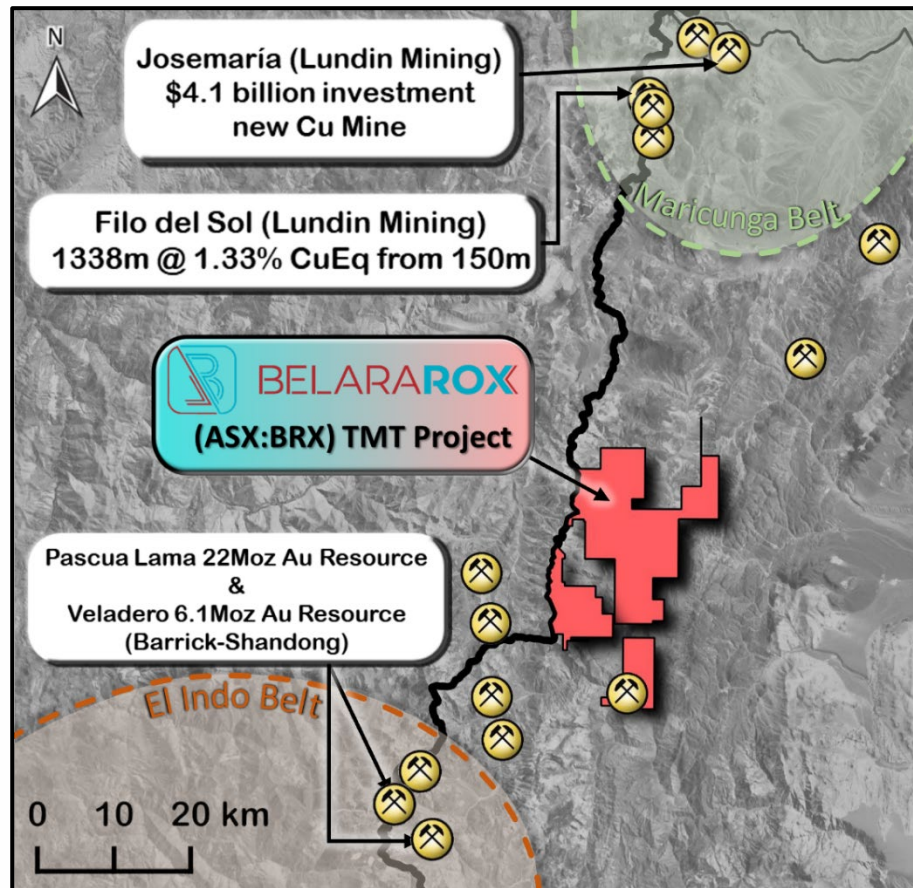 N
Josemaría (Lundin Mining)
$4.1 billion investment
new Cu Mine
Filo del Sol (Lundin Mining)
1338m @ 1.33% CuEq from 150m
Maricunga Belt
BELARAROX
(ASX:BRX) TMT Project
Pascua Lama 22Moz Au Resource
&
Veladero 6.1Moz Au Resource
(Barrick-Shandong)
El Indo Belt
0 10 20 km